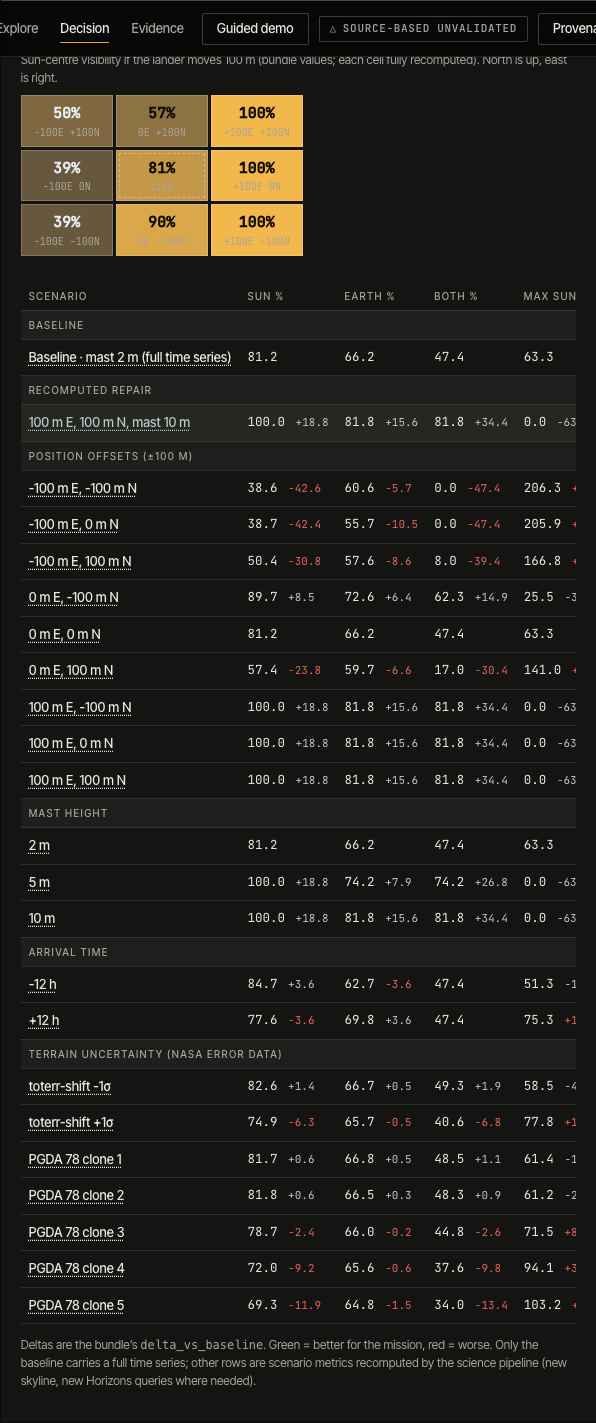 Explore Decision Evidence Guided demo △ SOURCE-BASED UNVALIDATED Provena
Sun-centre visibility if the lander moves 100 m (bundle values; each cell fully recomputed). North is up, east
is right.
50% 57% 100%
-100E +100N 0E +100N +100E +100N
39% 81% 100%
-100E 0N +100E 0N
39% 90% 100%
-100E -100N 0E -100N +100E -100N
SCENARIO SUN % EARTH % BOTH % MAX SUN
BASELINE
Baseline · mast 2 m (full time series) 81.2 66.2 47.4 63.3
RECOMPUTED REPAIR
100 m E, 100 m N, mast 10 m 100.0 +18.8 81.8 +15.6 81.8 +34.4 0.0 -63
POSITION OFFSETS (±100 M)
-100 m E, -100 m N 38.6 -42.6 60.6 -5.7 0.0 -47.4 206.3 +
-100 m E, 0 m N 38.7 -42.4 55.7 -10.5 0.0 -47.4 205.9 +
-100 m E, 100 m N 50.4 -30.8 57.6 -8.6 8.0 -39.4 166.8 +
0 m E, -100 m N 89.7 +8.5 72.6 +6.4 62.3 +14.9 25.5 -3
0 m E, 0 m N 81.2 66.2 47.4 63.3
0 m E, 100 m N 57.4 -23.8 59.7 -6.6 17.0 -30.4 141.0 +
100 m E, -100 m N 100.0 +18.8 81.8 +15.6 81.8 +34.4 0.0 -63
100 m E, 0 m N 100.0 +18.8 81.8 +15.6 81.8 +34.4 0.0 -63
100 m E, 100 m N 100.0 +18.8 81.8 +15.6 81.8 +34.4 0.0 -63
MAST HEIGHT
2 m 81.2 66.2 47.4 63.3
5 m 100.0 +18.8 74.2 +7.9 74.2 +26.8 0.0 -63
10 m 100.0 +18.8 81.8 +15.6 81.8 +34.4 0.0 -63
ARRIVAL TIME
-12 h 84.7 +3.6 62.7 -3.6 47.4 51.3 -1
+12 h 77.6 -3.6 69.8 +3.6 47.4 75.3 +1
TERRAIN UNCERTAINTY (NASA ERROR DATA)
toterr-shift -1σ 82.6 +1.4 66.7 +0.5 49.3 +1.9 58.5 -4
toterr-shift +1σ 74.9 -6.3 65.7 -0.5 40.6 -6.8 77.8 +1
PGDA 78 clone 1 81.7 +0.6 66.8 +0.5 48.5 +1.1 61.4 -1
PGDA 78 clone 2 81.8 +0.6 66.5 +0.3 48.3 +0.9 61.2 -2
PGDA 78 clone 3 78.7 -2.4 66.0 -0.2 44.8 -2.6 71.5 +8
PGDA 78 clone 4 72.0 -9.2 65.6 -0.6 37.6 -9.8 94.1 +3
PGDA 78 clone 5 69.3 -11.9 64.8 -1.5 34.0 -13.4 103.2 +
Deltas are the bundle's delta_vs_baseline. Green = better for the mission, red = worse. Only the
baseline carries a full time series; other rows are scenario metrics recomputed by the science pipeline (new
skyline, new Horizons queries where needed).